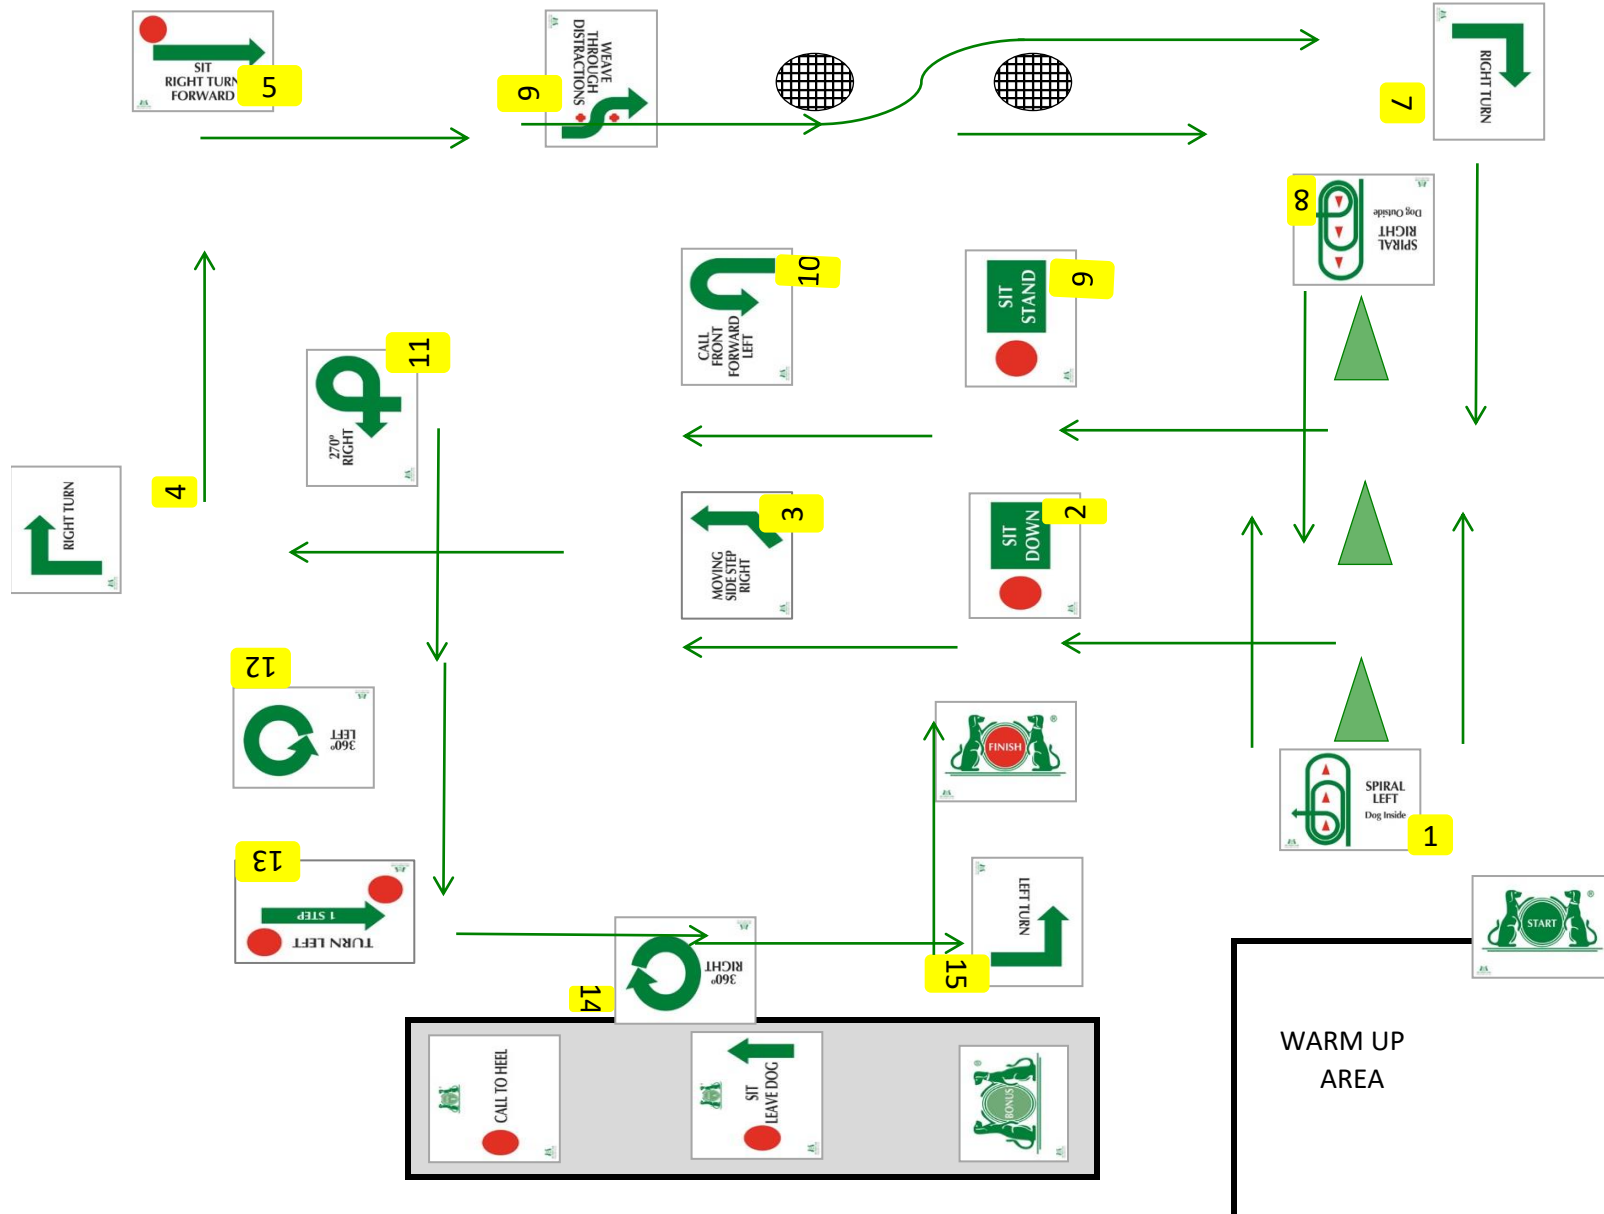 SIT
RIGHT TURN
FORWARD
5
WEAVE
THROUGH
DISTRACTIONS
6
RIGHT TURN
7
SPIRAL
RIGHT
Dog Outside
8
SIT
STAND
9
CALL
FRONT
FORWARD
LEFT
10
270º
RIGHT
11
RIGHT TURN
4
MOVING
SIDE STEP
RIGHT
3
SIT
DOWN
2
360º
LEFT
12
FINISH
®
SPIRAL
LEFT
Dog Inside
1
TURN LEFT
1 STEP
13
360º
RIGHT
14
LEFT TURN
15
START
®
CALL TO HEEL
SIT
LEAVE DOG
BONUS
WARM UP
AREA